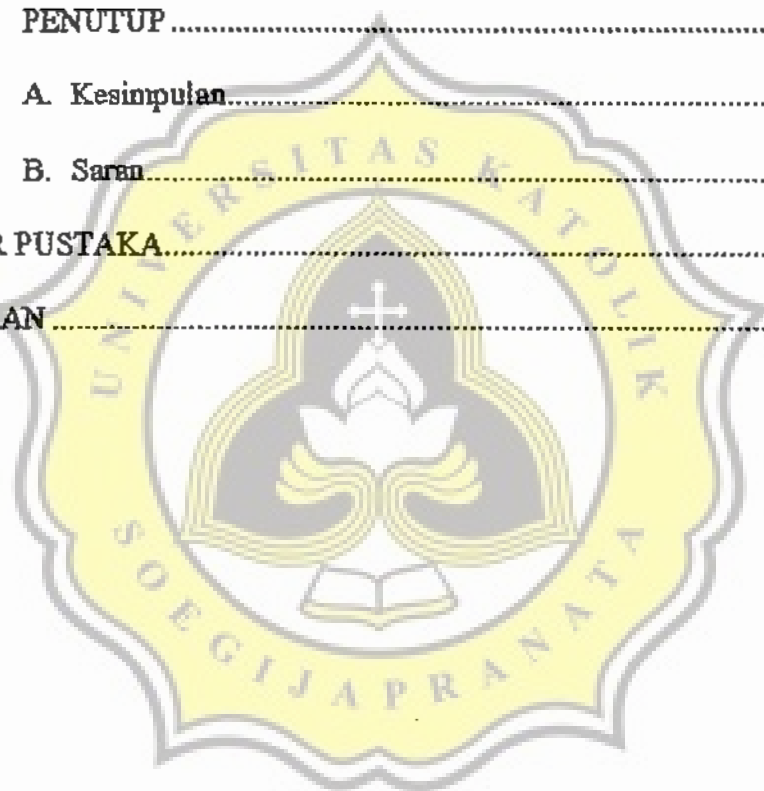 PENUTUP ........................................................................
A. Kesimpulan ........................................................................
B. Saran ........................................................................
R PUSTAKA ........................................................................
AN ........................................................................
UNIVERSITAS KATOLIK
SOEGIJAPRANATA